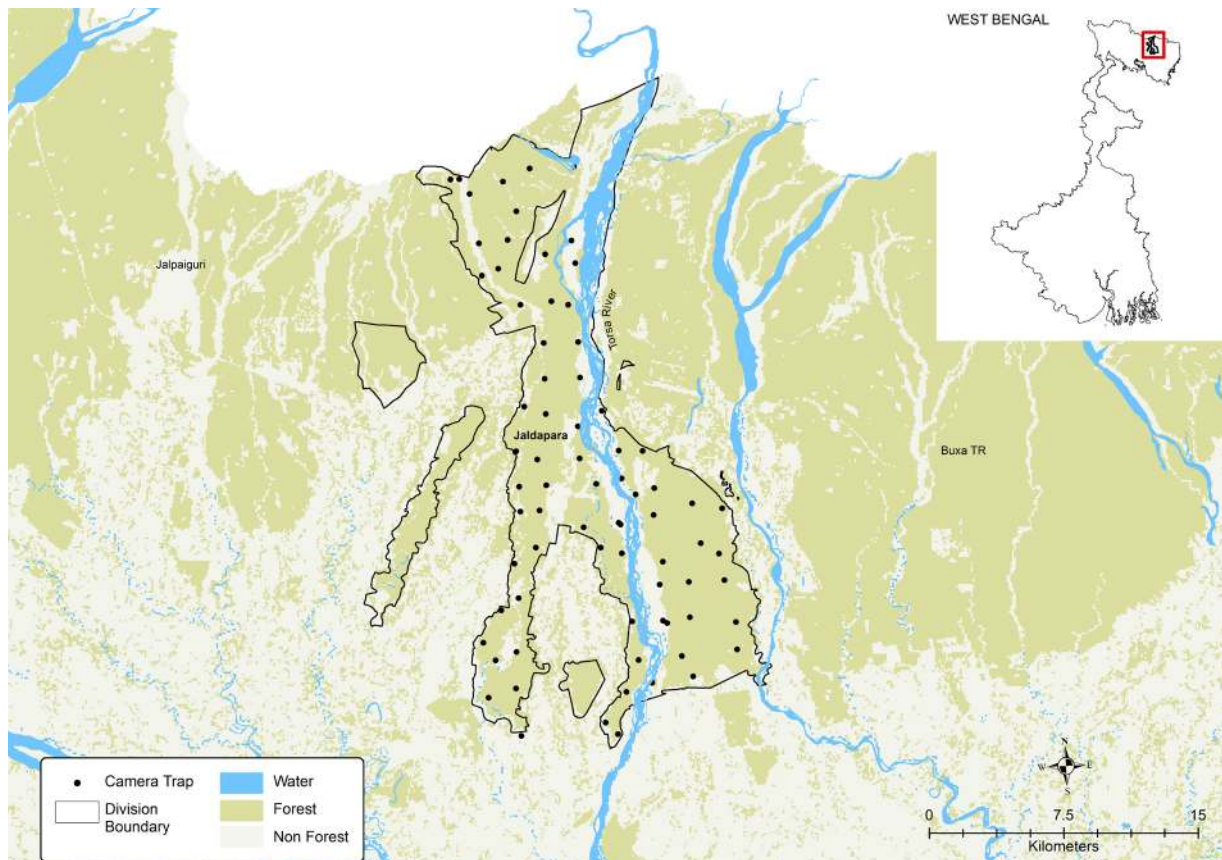 WEST BENGAL
Jalpaiguri
Torsa River
Jaldapara
Buxa TR
Camera Trap
Division
Boundary
Water
Forest
Non Forest
N
W E
S
0 7.5 15
Kilometers